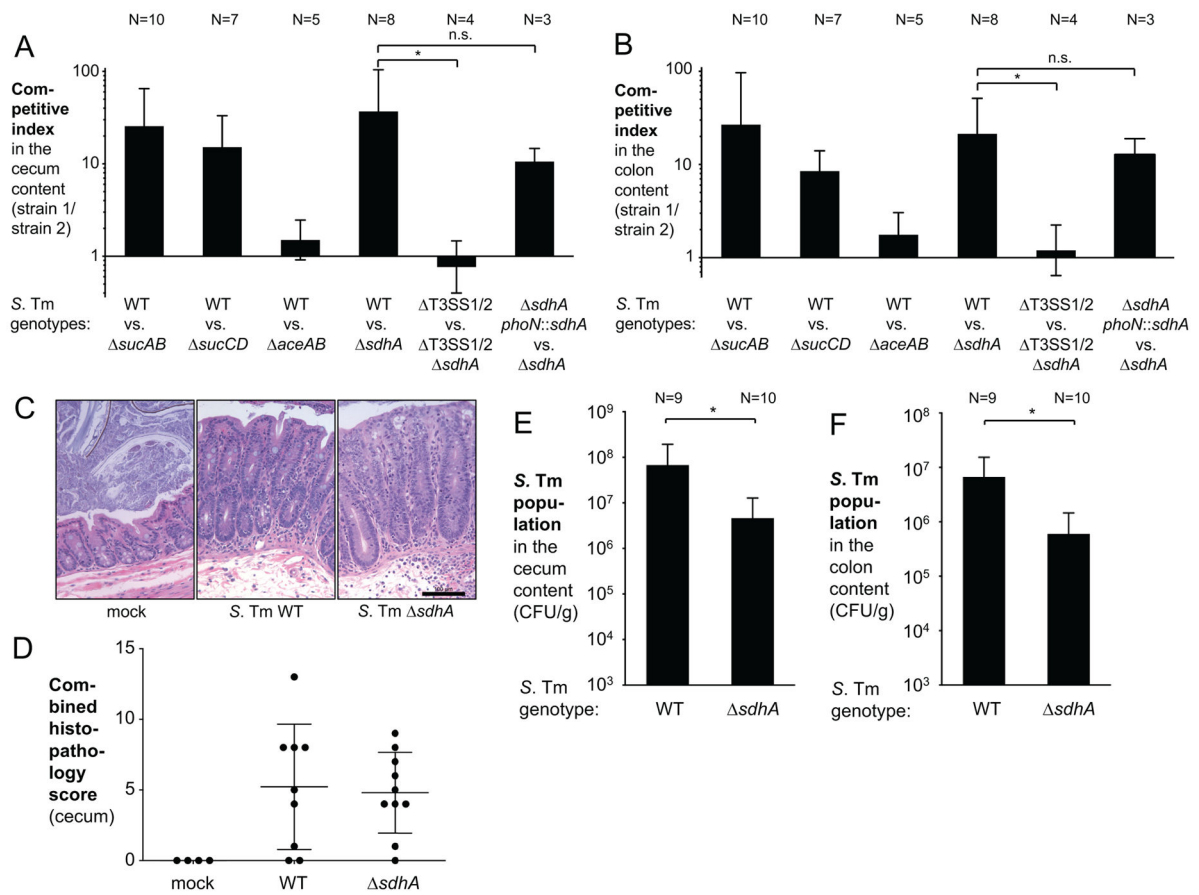 N=10 N=7 N=5 N=8 N=4 N=3
A
n.s.
*
Com-
petitive
index
in the
cecum
content
(strain 1/
strain 2)
100
10
1
S. Tm
genotypes:
WT
vs.
ΔsucAB
WT
vs.
ΔsucCD
WT
vs.
ΔaceAB
WT
vs.
ΔsdhA
ΔT3SS1/2
vs.
ΔT3SS1/2
ΔsdhA
ΔsdhA
phoN::sdhA
vs.
ΔsdhA
N=10 N=7 N=5 N=8 N=4 N=3
B
n.s.
*
Com-
petitive
index
in the
colon
content
(strain 1/
strain 2)
100
10
1
S. Tm
genotypes:
WT
vs.
ΔsucAB
WT
vs.
ΔsucCD
WT
vs.
ΔaceAB
WT
vs.
ΔsdhA
ΔT3SS1/2
vs.
ΔT3SS1/2
ΔsdhA
ΔsdhA
phoN::sdhA
vs.
ΔsdhA
C
100 µm
mock S. Tm WT S. Tm ΔsdhA
D
Com-
bined
histo-
patho-
logy
score
(cecum)
15
10
5
0
mock WT ΔsdhA
E
N=9 N=10
*
S. Tm
popu-
lation
in the
cecum
content
(CFU/g)
10⁹
10⁸
10⁷
10⁶
10⁵
10⁴
10³
S. Tm
genotype:
WT ΔsdhA
F
N=9 N=10
*
S. Tm
popu-
lation
in the
colon
content
(CFU/g)
10⁸
10⁷
10⁶
10⁵
10⁴
10³
S. Tm
genotype:
WT ΔsdhA